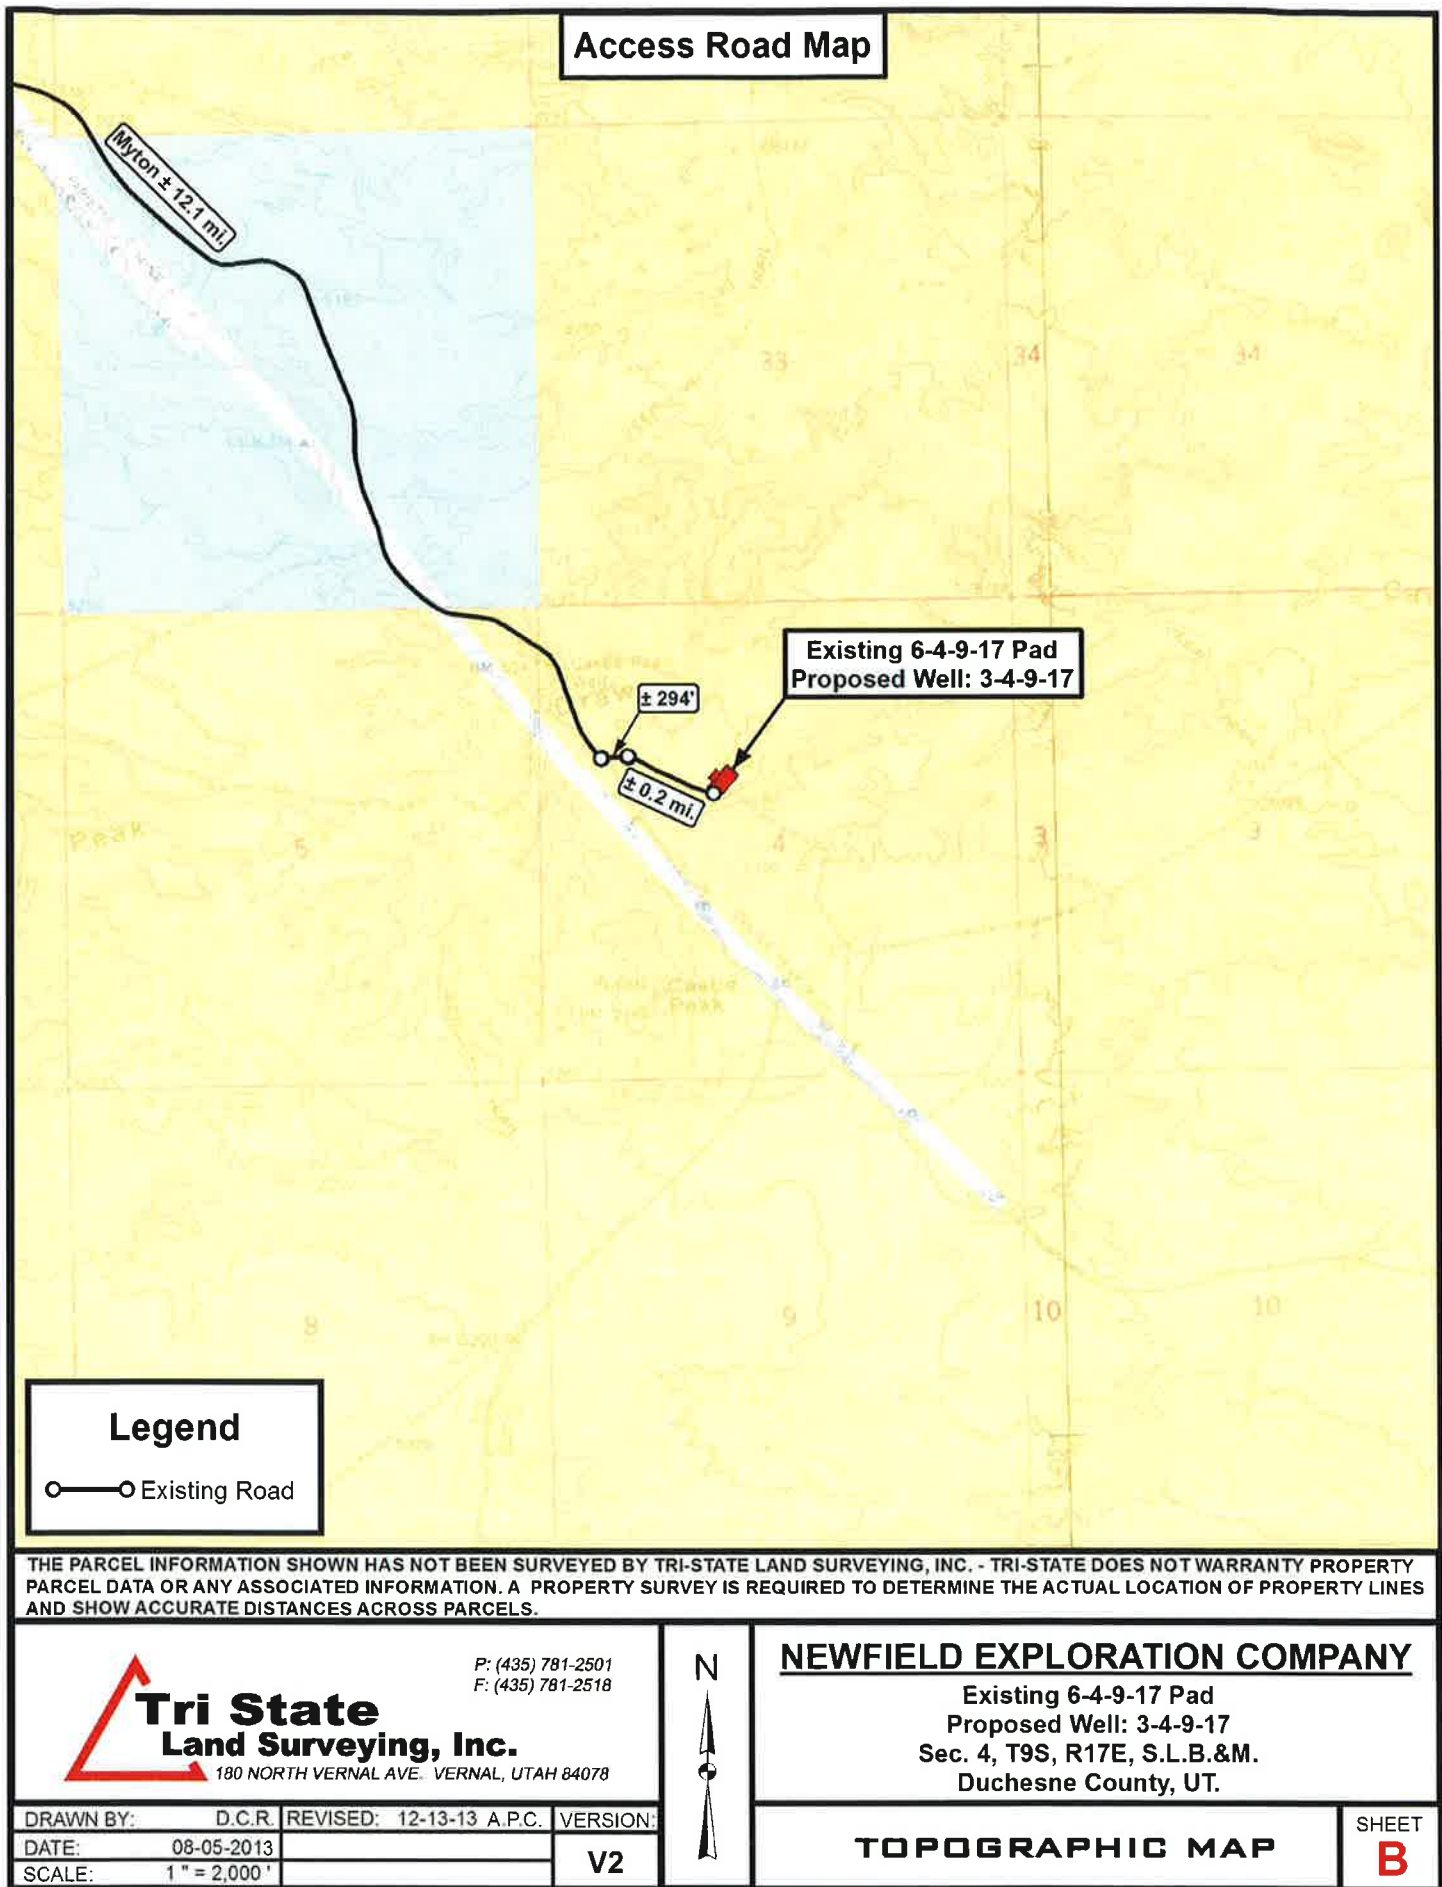 Access Road Map
Myton ± 12.1 mi.
33
34
34
Existing 6-4-9-17 Pad
Proposed Well: 3-4-9-17
± 294'
± 0.2 mi.
Peak
5
4
3
3
Castle
Peak
8
9
10
10
Legend
Existing Road
THE PARCEL INFORMATION SHOWN HAS NOT BEEN SURVEYED BY TRI-STATE LAND SURVEYING, INC. - TRI-STATE DOES NOT WARRANTY PROPERTY
PARCEL DATA OR ANY ASSOCIATED INFORMATION. A PROPERTY SURVEY IS REQUIRED TO DETERMINE THE ACTUAL LOCATION OF PROPERTY LINES
AND SHOW ACCURATE DISTANCES ACROSS PARCELS.
P: (435) 781-2501
F: (435) 781-2518
Tri State
Land Surveying, Inc.
180 NORTH VERNAL AVE. VERNAL, UTAH 84078
N
NEWFIELD EXPLORATION COMPANY
Existing 6-4-9-17 Pad
Proposed Well: 3-4-9-17
Sec. 4, T9S, R17E, S.L.B.&M.
Duchesne County, UT.
DRAWN BY: D.C.R. REVISED: 12-13-13 A.P.C. VERSION:
DATE: 08-05-2013
V2
SCALE: 1 " = 2,000 '
TOPOGRAPHIC MAP
SHEET
B